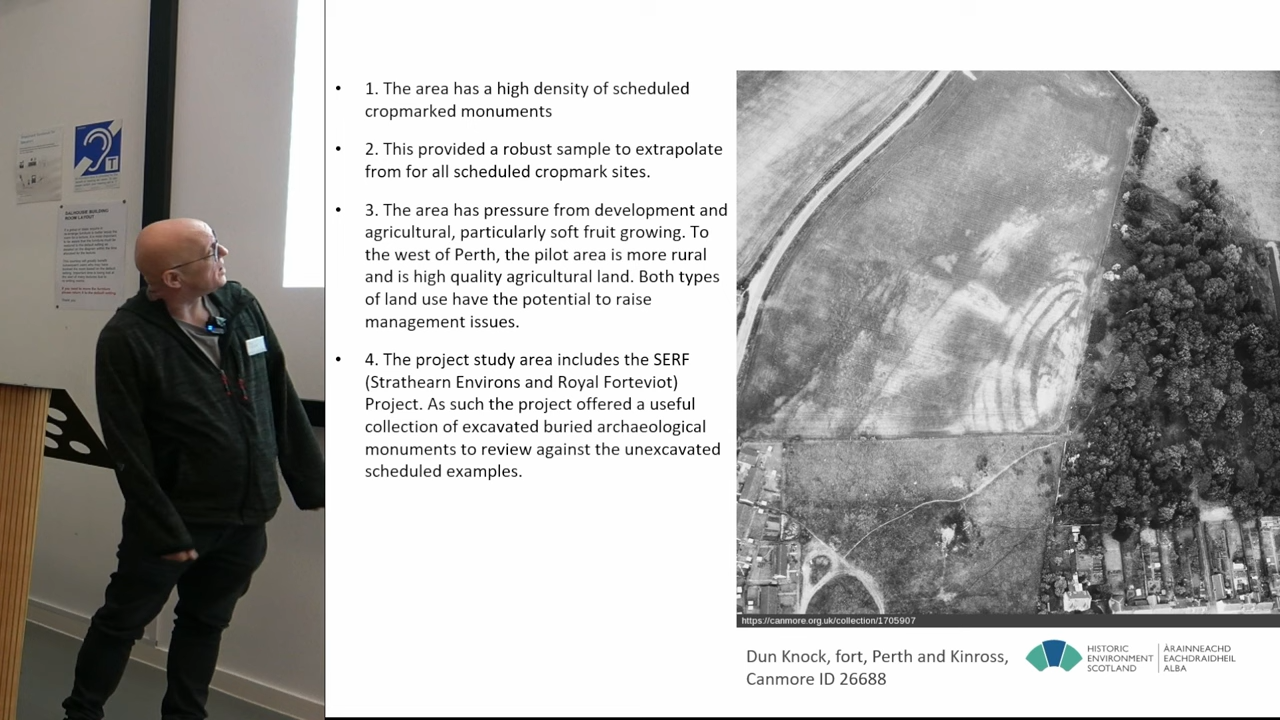 DALHOUSIE BUILDING
ROOM LAYOUT
T
• 1. The area has a high density of scheduled
cropmarked monuments
• 2. This provided a robust sample to extrapolate
from for all scheduled cropmark sites.
• 3. The area has pressure from development and
agricultural, particularly soft fruit growing. To
the west of Perth, the pilot area is more rural
and is high quality agricultural land. Both types
of land use have the potential to raise
management issues.
• 4. The project study area includes the SERF
(Strathearn Environs and Royal Forteviot)
Project. As such the project offered a useful
collection of excavated buried archaeological
monuments to review against the unexcavated
scheduled examples.
https://canmore.org.uk/collection/1705907
Dun Knock, fort, Perth and Kinross,
Canmore ID 26688
HISTORIC
ENVIRONMENT
SCOTLAND
ÀRAINNEACHD
EACHDRAIDHEIL
ALBA